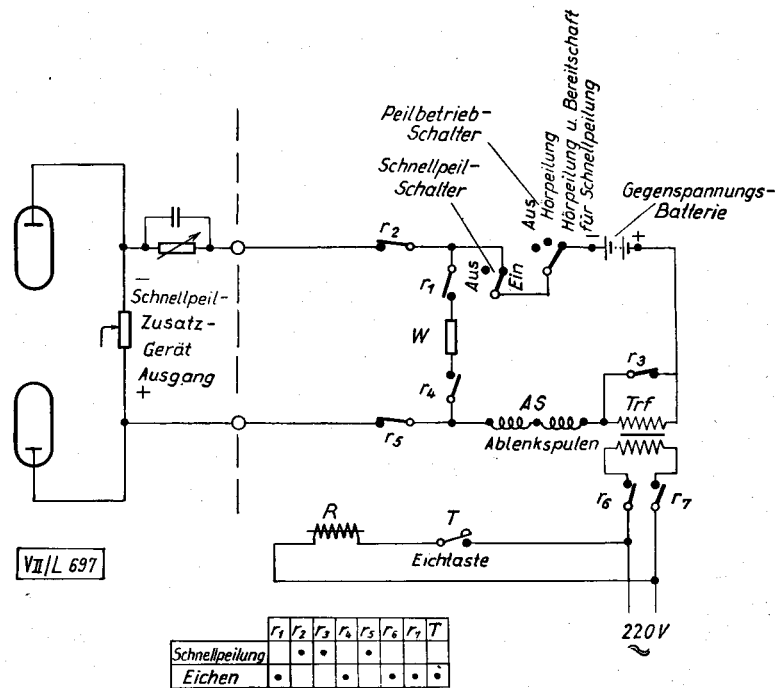 Peilbetrieb-
Schalter
Schnellpeil-
Schalter
Aus
Hörpeilung
Hörpeilung u. Bereitschaft
für Schnellpeilung
Gegenspannungs-
Batterie
− +
r2
r1
Aus
Ein
−
Schnellpeil-
Zusatz-
Gerät
Ausgang
+
W
r4
r3
r5
AS
Ablenkspulen
Trf
r6
r7
R
T
Eichtaste
VII/L 697
220V
r1 r2 r3 r4 r5 r6 r7 T
Schnellpeilung • • •
Eichen • • • • •